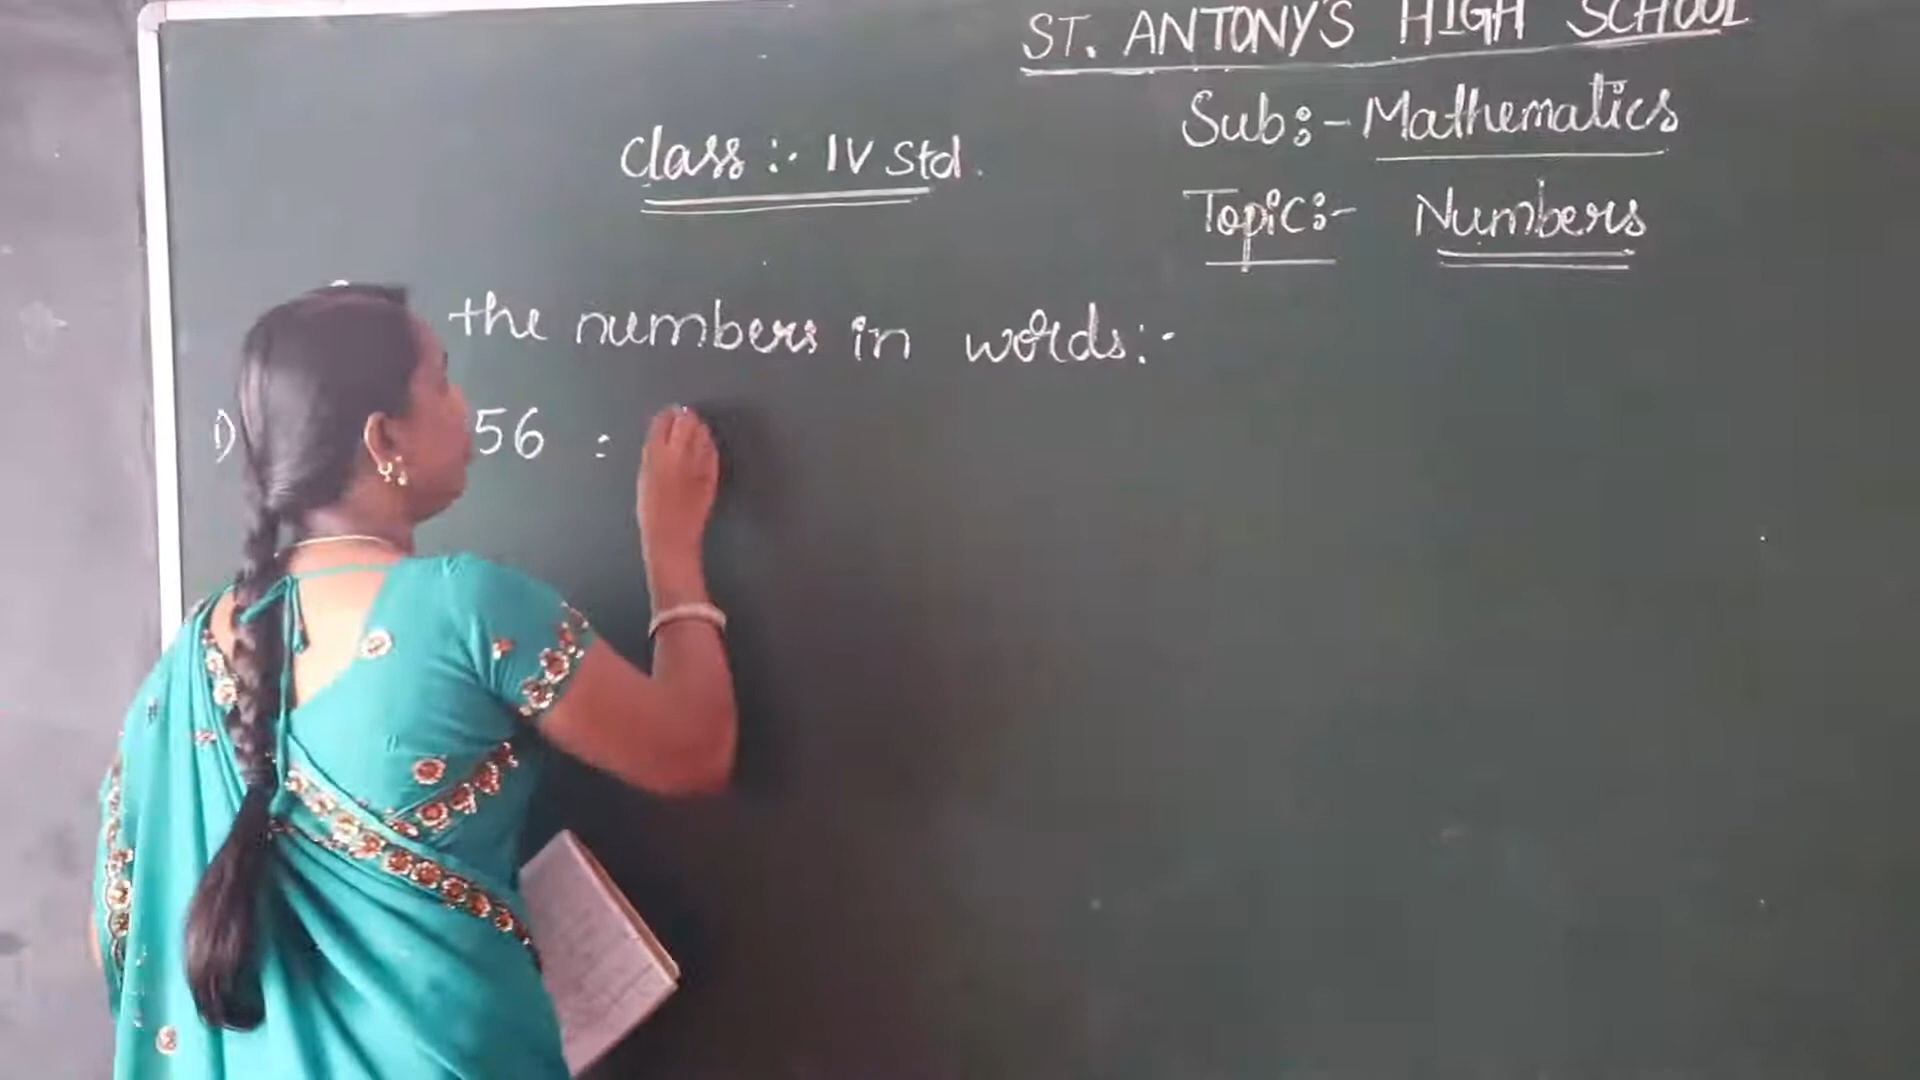 ST. ANTONY'S HIGH SCHOOL
Sub:- Mathematics
Class :- IV Std.
Topic:- Numbers
the numbers in words:-
1) 56 :